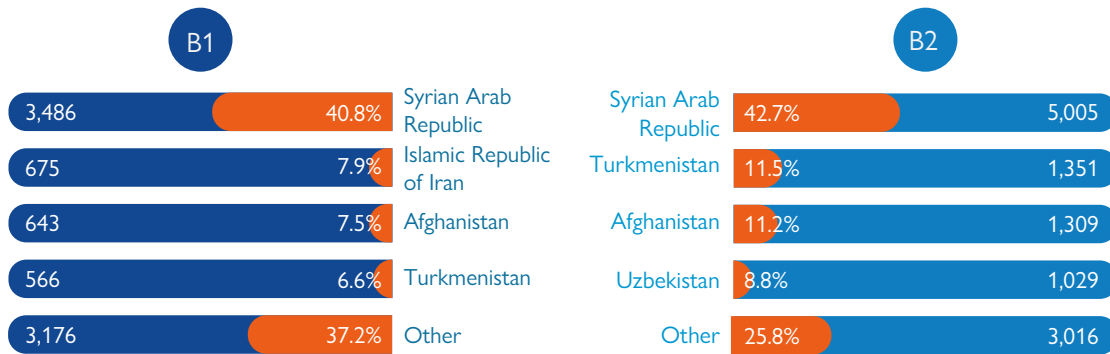 B1
3,486 40.8% Syrian Arab
Republic
675 7.9% Islamic Republic
of Iran
643 7.5% Afghanistan
566 6.6% Turkmenistan
3,176 37.2% Other
B2
Syrian Arab
Republic 42.7% 5,005
Turkmenistan 11.5% 1,351
Afghanistan 11.2% 1,309
Uzbekistan 8.8% 1,029
Other 25.8% 3,016